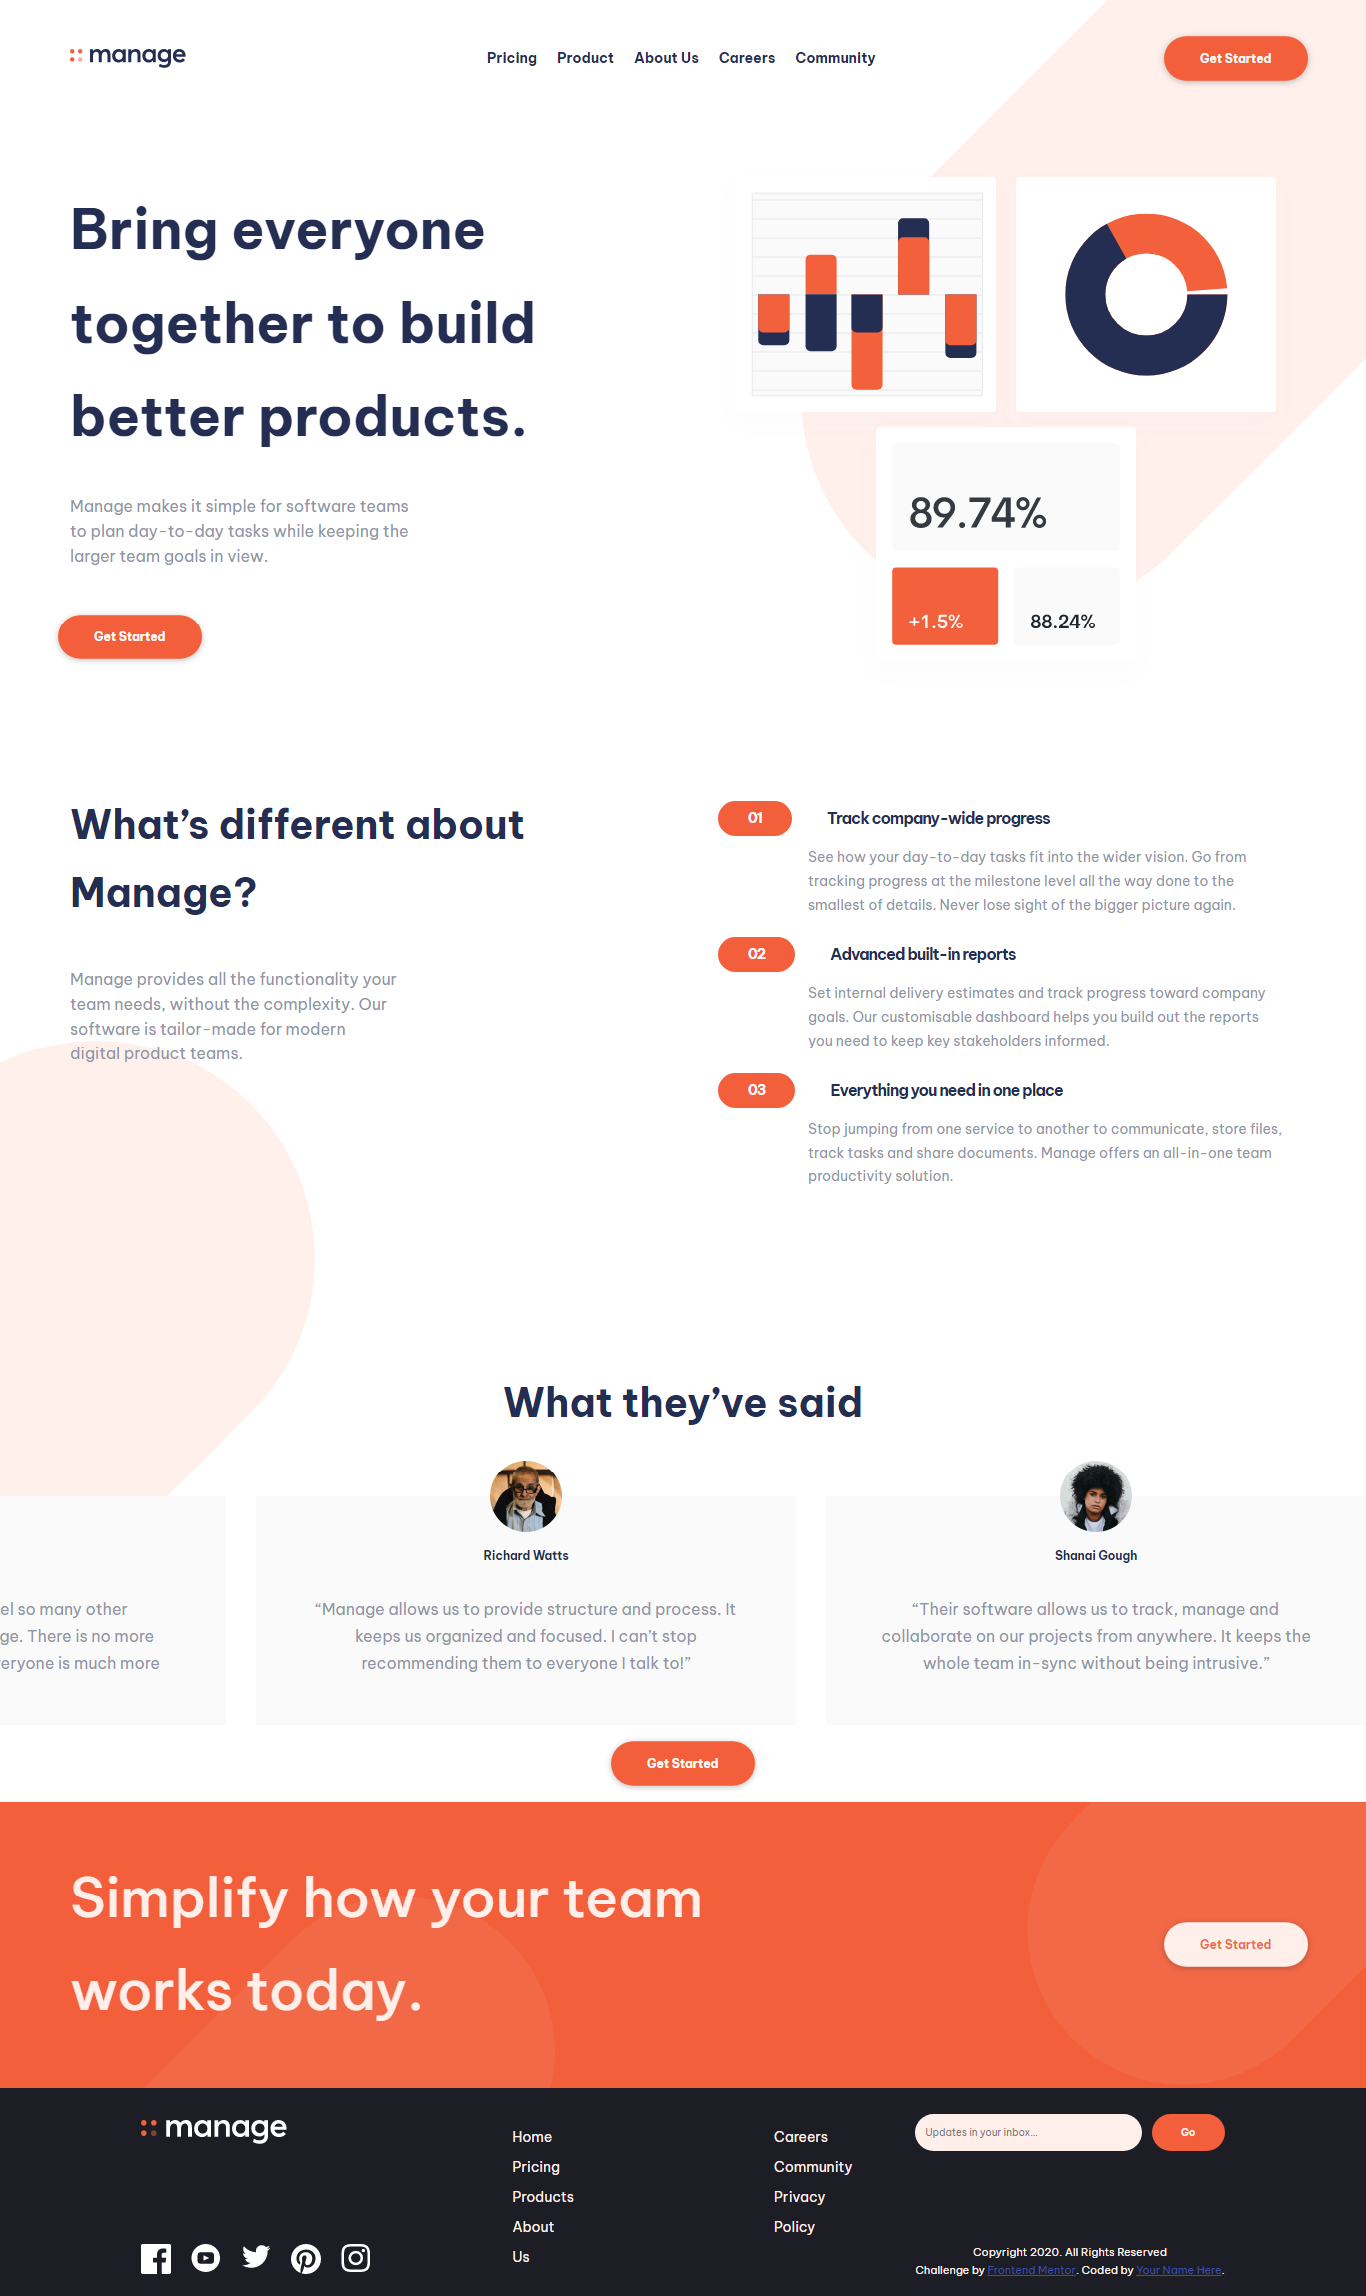 manage
Pricing Product About Us Careers Community
Get Started
Bring everyone
together to build
better products.
Manage makes it simple for software teams
to plan day-to-day tasks while keeping the
larger team goals in view.
Get Started
89.74%
+1.5%
88.24%
What’s different about
Manage?
Manage provides all the functionality your
team needs, without the complexity. Our
software is tailor-made for modern
digital product teams.
01 Track company-wide progress
See how your day-to-day tasks fit into the wider vision. Go from
tracking progress at the milestone level all the way done to the
smallest of details. Never lose sight of the bigger picture again.
02 Advanced built-in reports
Set internal delivery estimates and track progress toward company
goals. Our customisable dashboard helps you build out the reports
you need to keep key stakeholders informed.
03 Everything you need in one place
Stop jumping from one service to another to communicate, store files,
track tasks and share documents. Manage offers an all-in-one team
productivity solution.
What they’ve said
el so many other
ge. There is no more
eryone is much more
Richard Watts
“Manage allows us to provide structure and process. It
keeps us organized and focused. I can’t stop
recommending them to everyone I talk to!”
Shanai Gough
“Their software allows us to track, manage and
collaborate on our projects from anywhere. It keeps the
whole team in-sync without being intrusive.”
Get Started
Simplify how your team
works today.
Get Started
manage
Home
Pricing
Products
About
Us
Careers
Community
Privacy
Policy
Updates in your inbox...
Go
Copyright 2020. All Rights Reserved
Challenge by Frontend Mentor. Coded by Your Name Here.